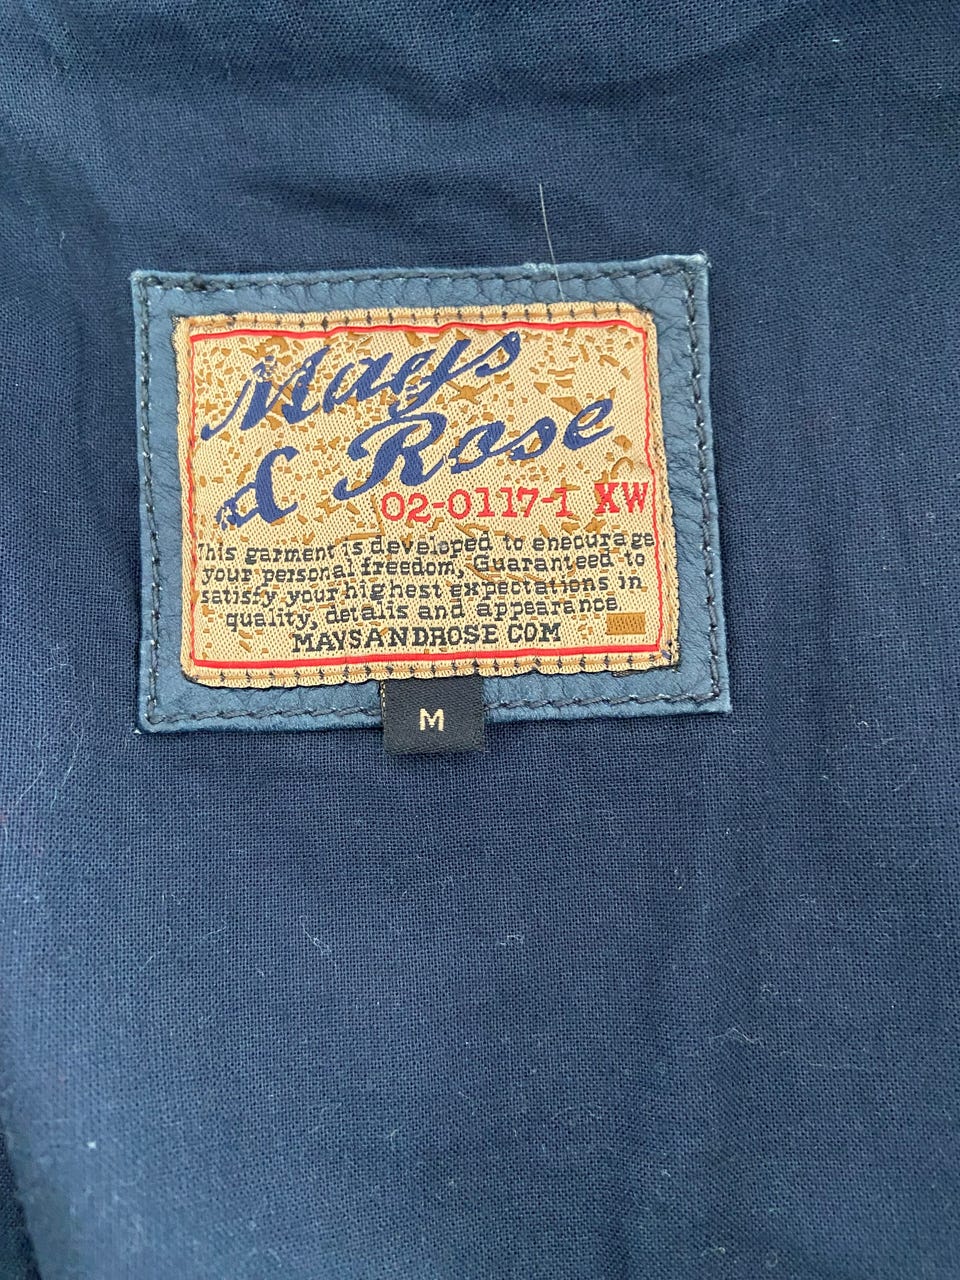 Mays
& Rose
02-0117-1 XW
This garment is developed to enecurage
your personal freedom, Guaranteed to
satisfy your highest expectations in
quality, detalis and appearance
MAYSANDROSE COM
M